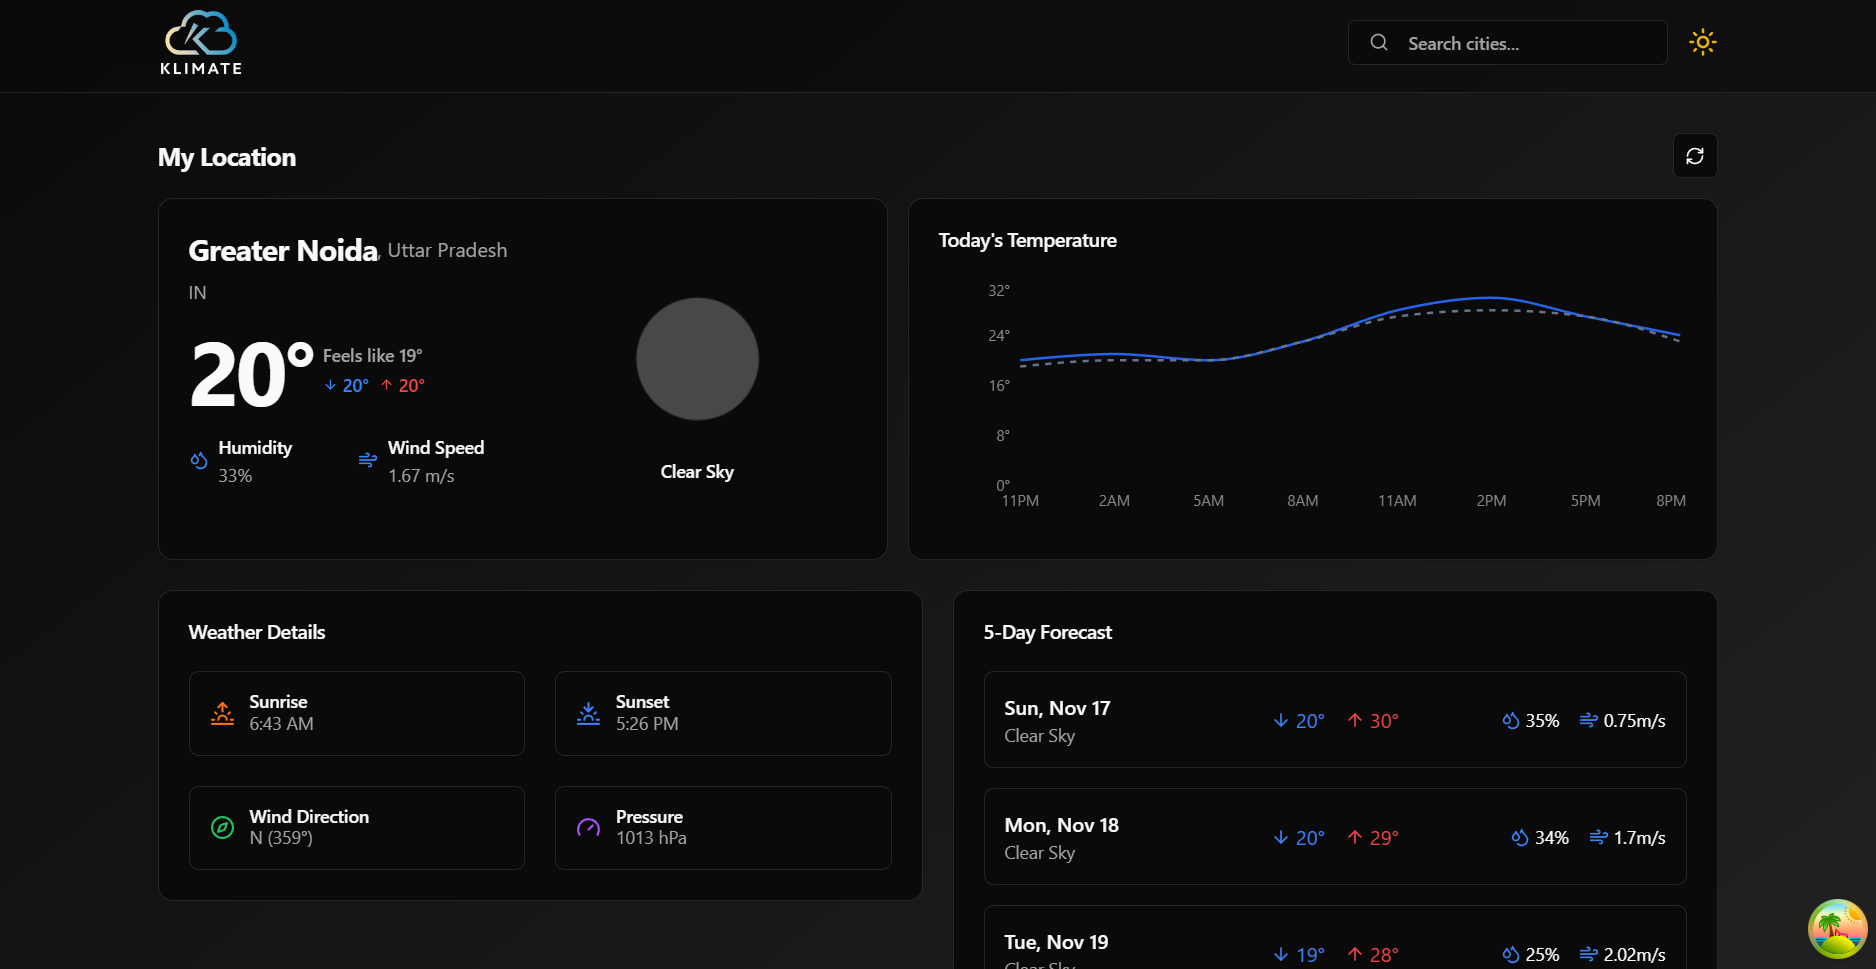 KLIMATE
Search cities...
My Location
Greater Noida, Uttar Pradesh
IN
20° Feels like 19°
20° 20°
Humidity
33%
Wind Speed
1.67 m/s
Clear Sky
Today's Temperature
32°
24°
16°
8°
0°
11PM 2AM 5AM 8AM 11AM 2PM 5PM 8PM
Weather Details
Sunrise
6:43 AM
Sunset
5:26 PM
Wind Direction
N (359°)
Pressure
1013 hPa
5-Day Forecast
Sun, Nov 17
Clear Sky
20° 30° 35% 0.75m/s
Mon, Nov 18
Clear Sky
20° 29° 34% 1.7m/s
Tue, Nov 19
Clear Sky
19° 28° 25% 2.02m/s